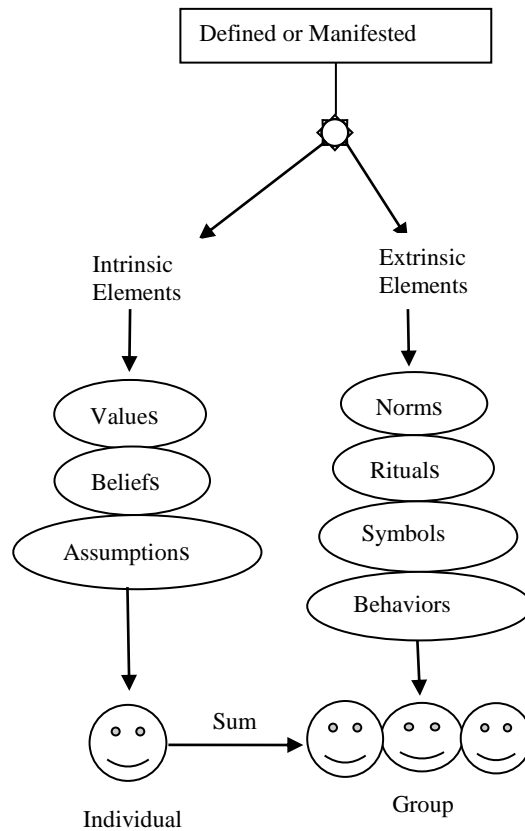 Defined or Manifested
Intrinsic
Elements
Extrinsic
Elements
Values
Beliefs
Assumptions
Norms
Rituals
Symbols
Behaviors
Sum
Individual
Group